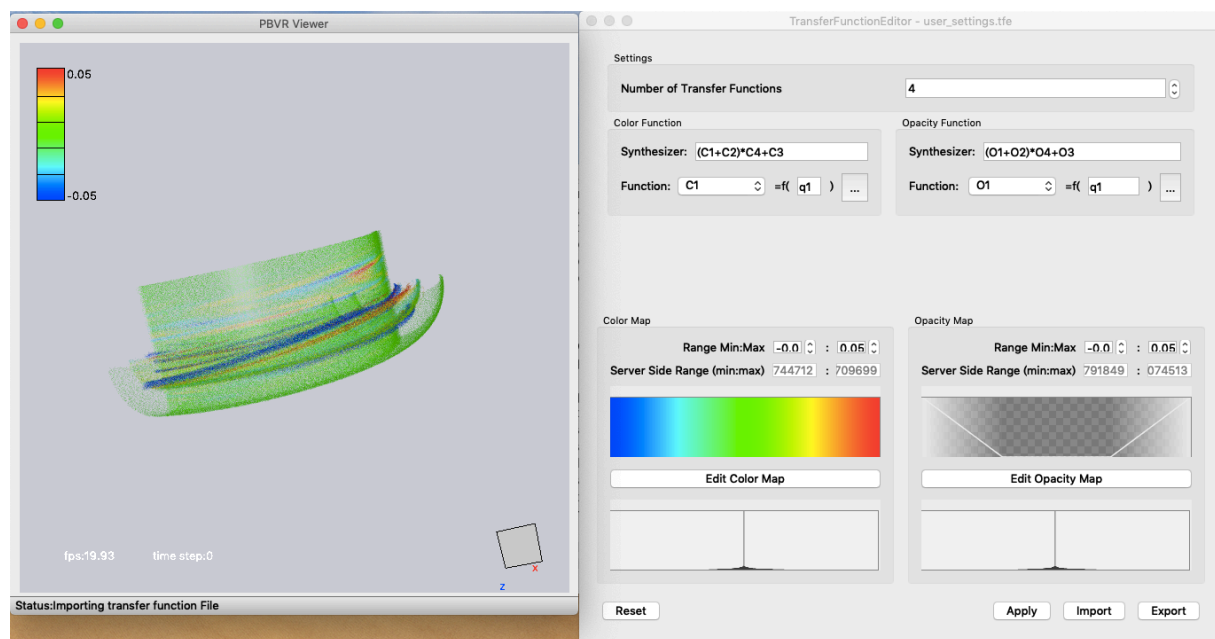 PBVR Viewer
0.05
-0.05
fps:19.93 time step:0
x
z
Status:Importing transfer function File
TransferFunctionEditor - user_settings.tfe
Settings
Number of Transfer Functions 4
Color Function
Synthesizer: (C1+C2)*C4+C3
Function: C1 =f( q1 ) ...
Opacity Function
Synthesizer: (O1+O2)*O4+O3
Function: O1 =f( q1 ) ...
Color Map
Range Min:Max -0.0 : 0.05
Server Side Range (min:max) 744712 : 709699
Edit Color Map
Opacity Map
Range Min:Max -0.0 : 0.05
Server Side Range (min:max) 791849 : 074513
Edit Opacity Map
Reset Apply Import Export